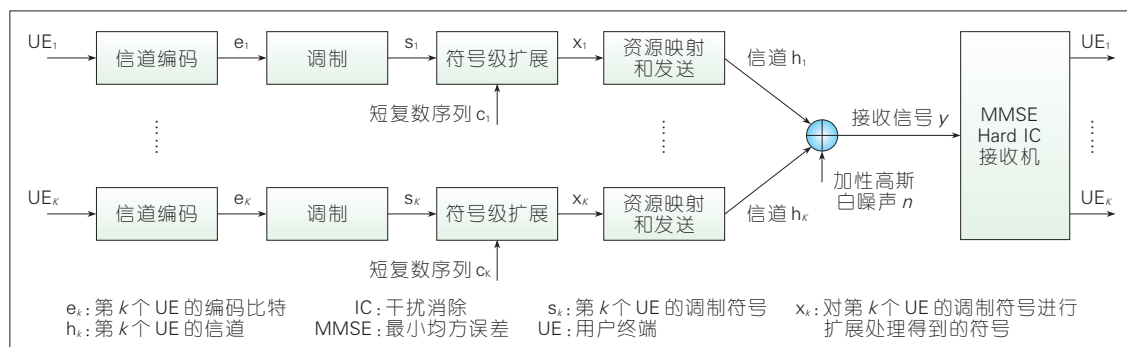 UE₁
信道编码
e₁
调制
s₁
符号级扩展
x₁
资源映射
和发送
信道 h₁
短复数序列 c₁
接收信号 y
MMSE
Hard IC
接收机
UE₁
加性高斯
白噪声 n
UEₖ
信道编码
eₖ
调制
sₖ
符号级扩展
xₖ
资源映射
和发送
信道 hₖ
短复数序列 cₖ
UEₖ
eₖ:第 k 个 UE 的编码比特
IC:干扰消除
sₖ:第 k 个 UE 的调制符号
xₖ:对第 k 个 UE 的调制符号进行
扩展处理得到的符号
hₖ:第 k 个 UE 的信道
MMSE:最小均方误差
UE:用户终端